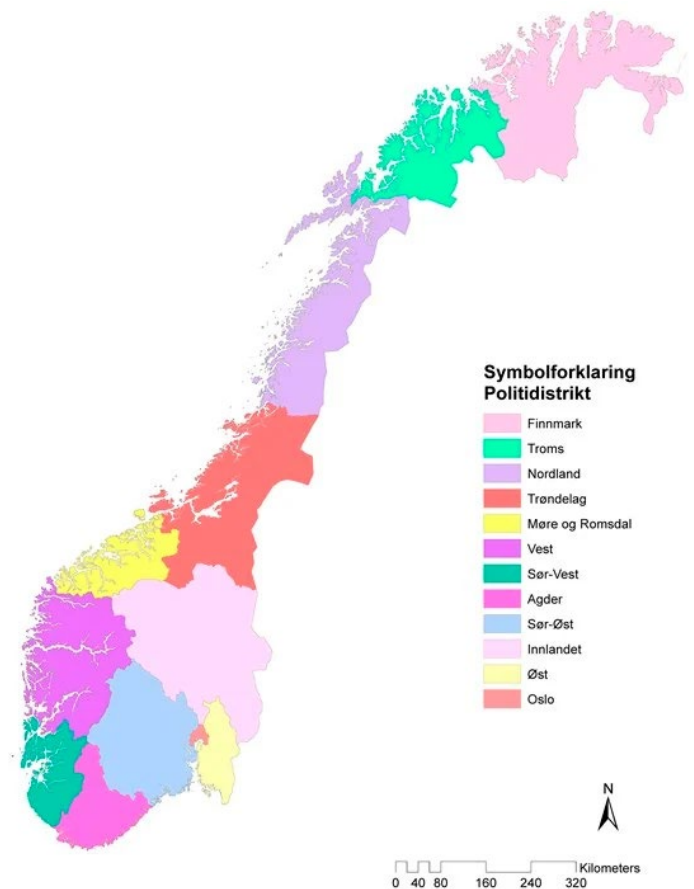 Symbolforklaring
Politidistrikt
Finnmark
Troms
Nordland
Trøndelag
Møre og Romsdal
Vest
Sør-Vest
Agder
Sør-Øst
Innlandet
Øst
Oslo
N
Kilometers
0 40 80 160 240 320